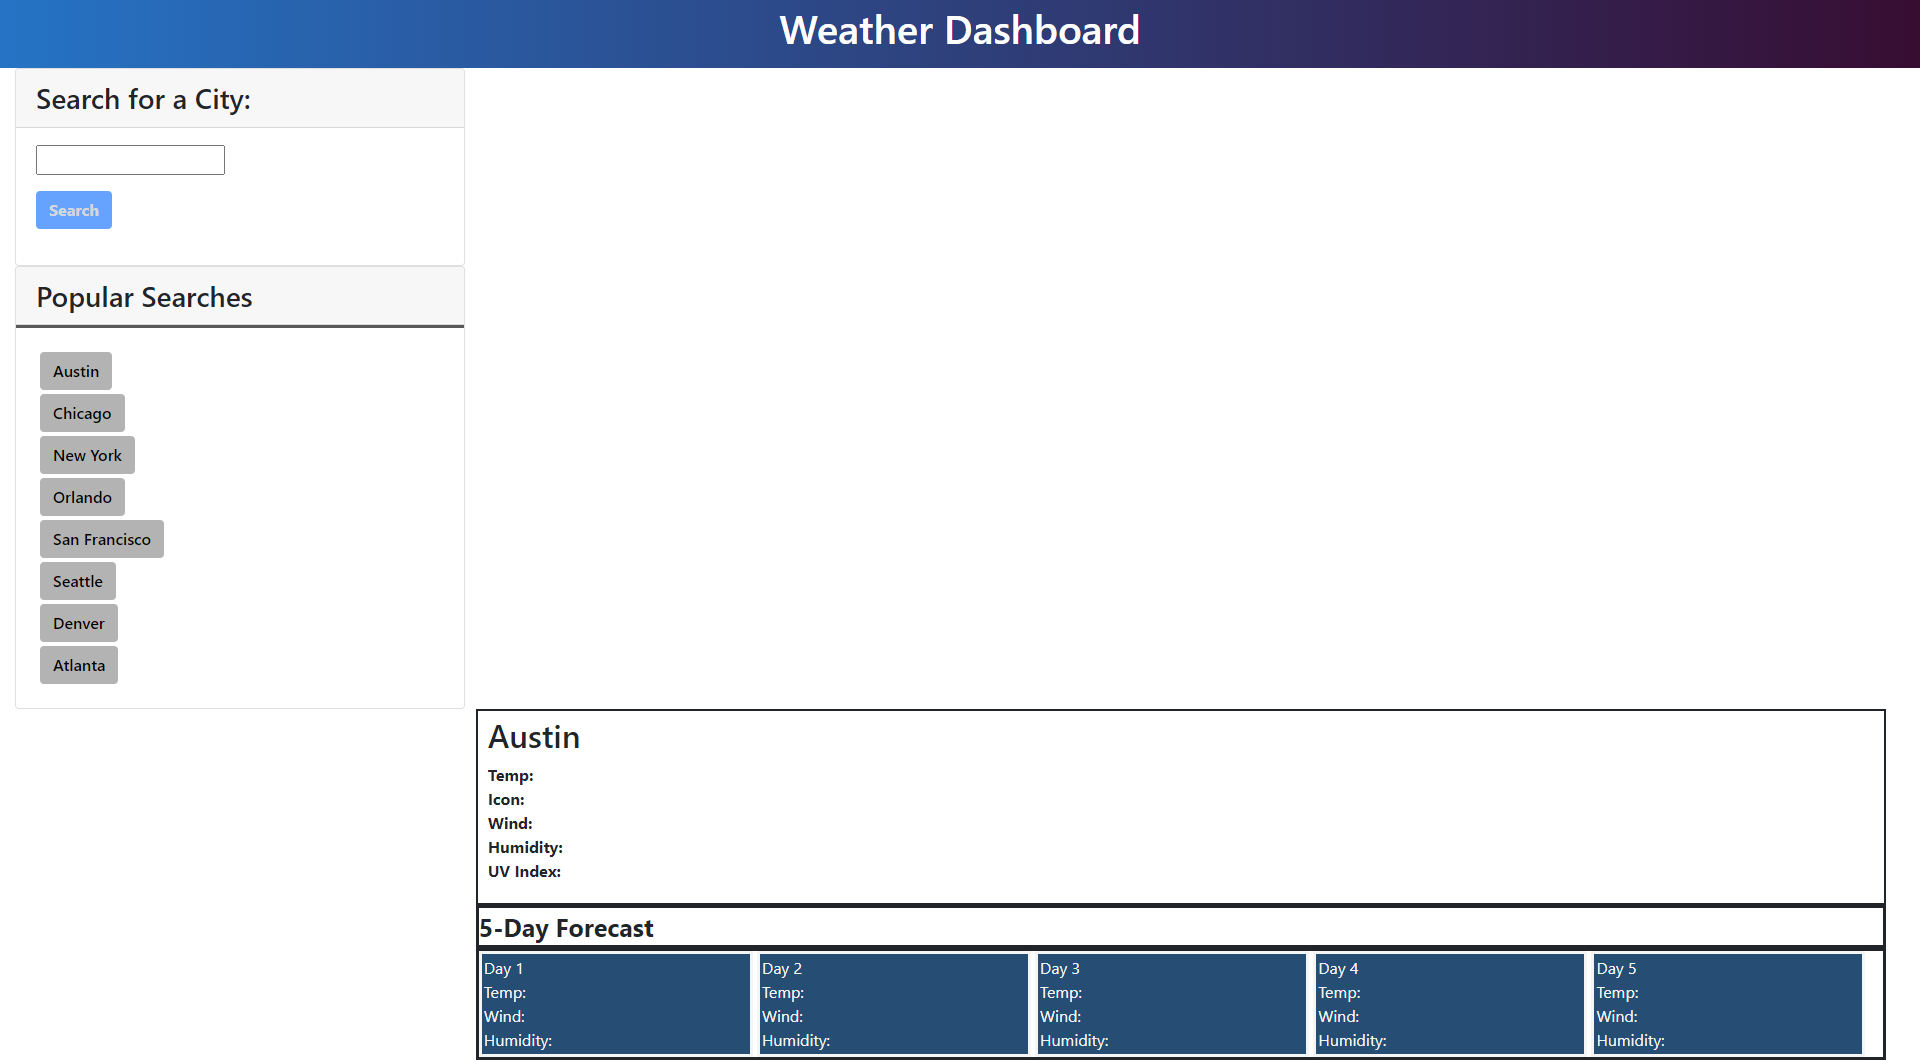 Weather Dashboard
Search for a City:
Search
Popular Searches
Austin
Chicago
New York
Orlando
San Francisco
Seattle
Denver
Atlanta
Austin
Temp:
Icon:
Wind:
Humidity:
UV Index:
5-Day Forecast
Day 1
Temp:
Wind:
Humidity:
Day 2
Temp:
Wind:
Humidity:
Day 3
Temp:
Wind:
Humidity:
Day 4
Temp:
Wind:
Humidity:
Day 5
Temp:
Wind:
Humidity: